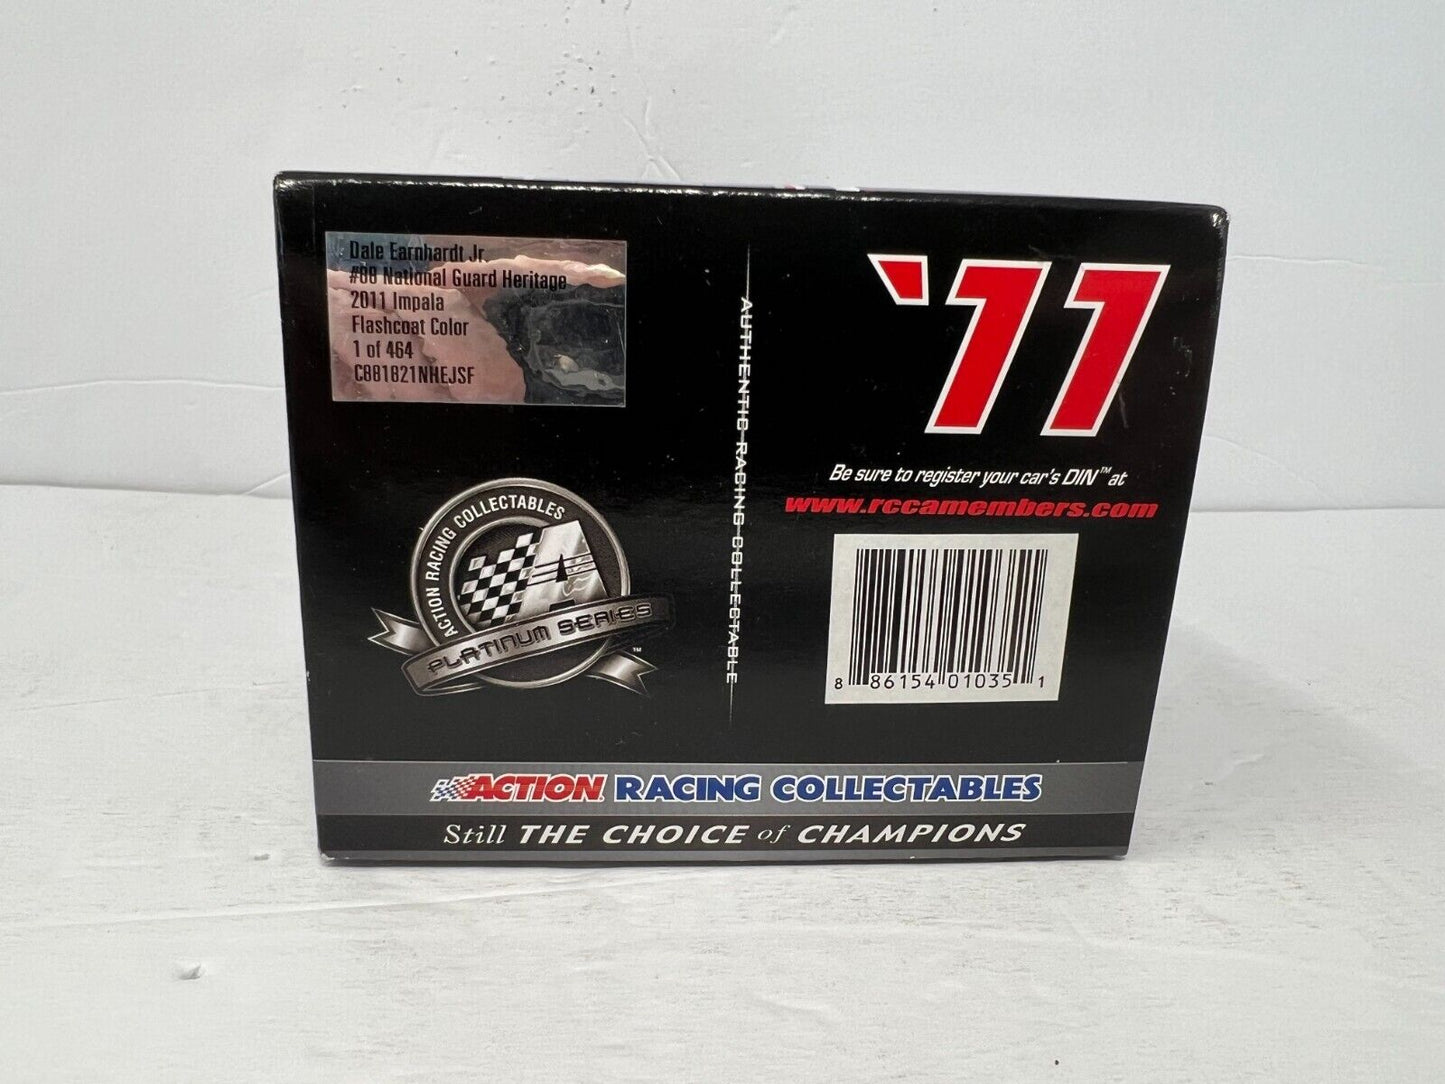 Dale Earnhardt Jr.
#88 National Guard Heritage
2011 Impala
Flashcoat Color
1 of 464
C881821NHEJSF
ACTION RACING COLLECTABLES
A
PLATINUM SERIES
TM
AUTHENTIC RACING COLLECTABLE
'11
Be sure to register your car's DIN™ at
www.rccamembers.com
8 86154 01035 1
ACTION RACING COLLECTABLES
Still THE CHOICE of CHAMPIONS